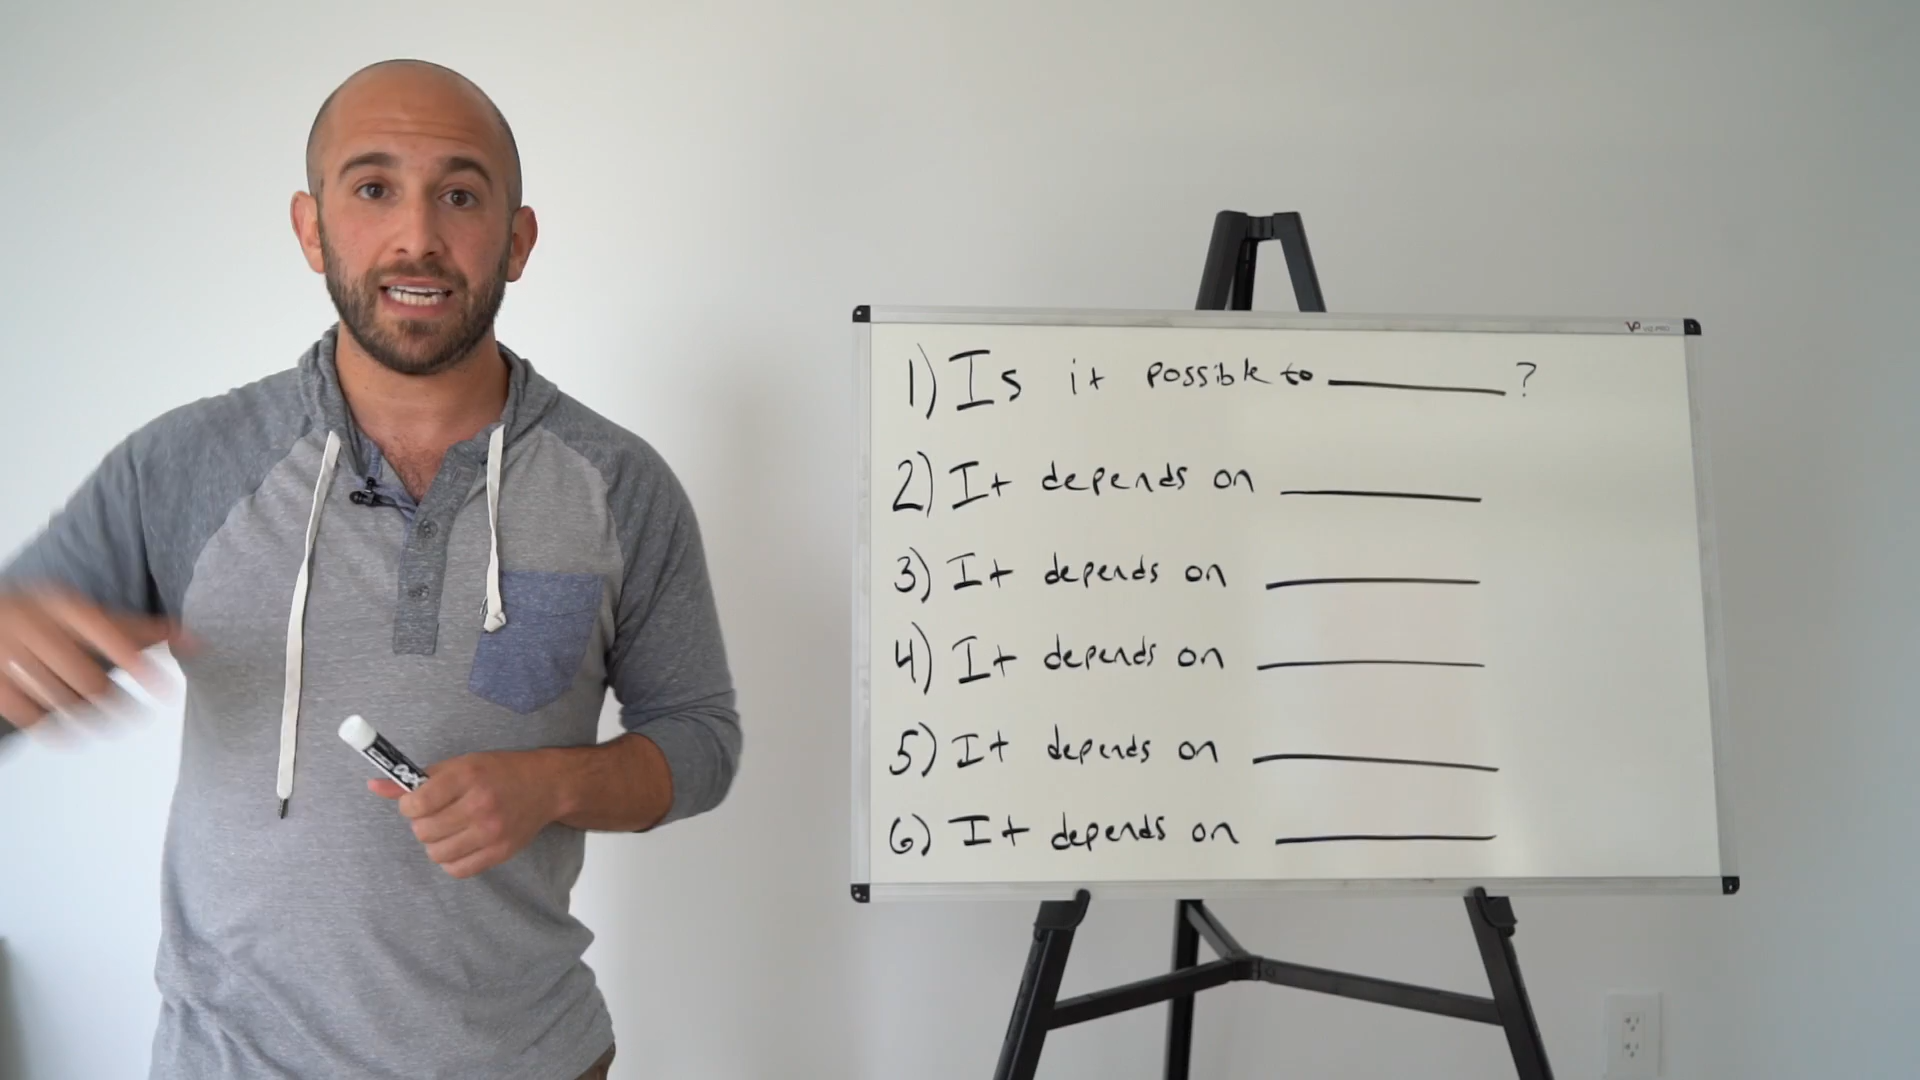 1) Is it possible to ________?
2) It depends on ________
3) It depends on ________
4) It depends on ________
5) It depends on ________
6) It depends on ________
EXPO